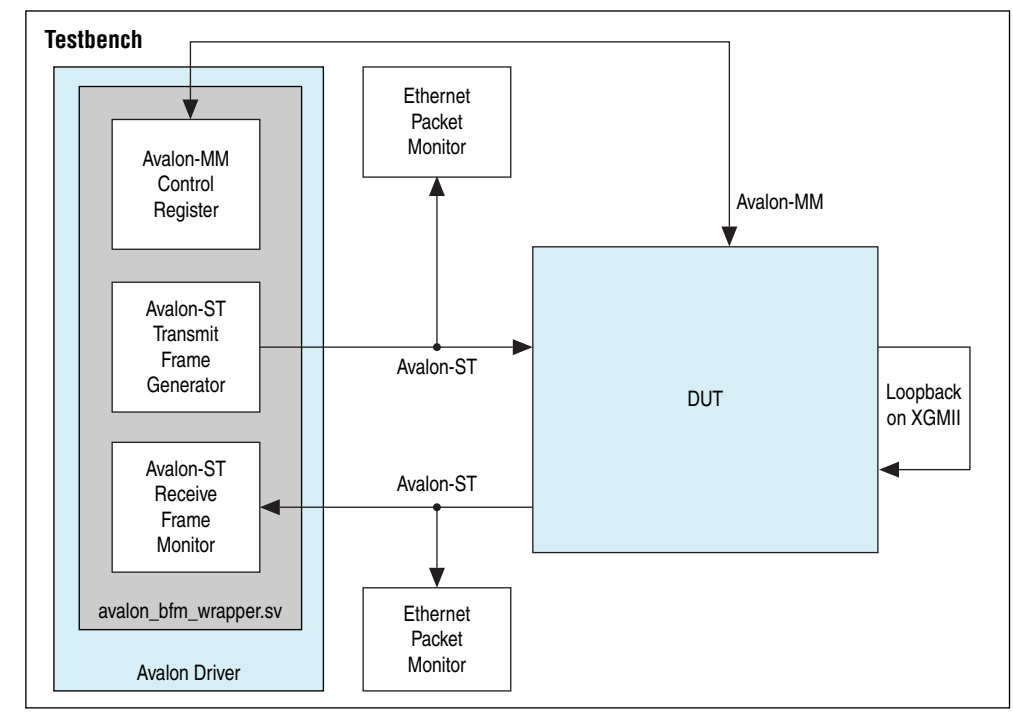 Testbench
Avalon-MM
Control
Register
Avalon-ST
Transmit
Frame
Generator
Avalon-ST
Receive
Frame
Monitor
avalon_bfm_wrapper.sv
Avalon Driver
Ethernet
Packet
Monitor
Avalon-ST
Avalon-ST
Ethernet
Packet
Monitor
Avalon-MM
DUT
Loopback
on XGMII